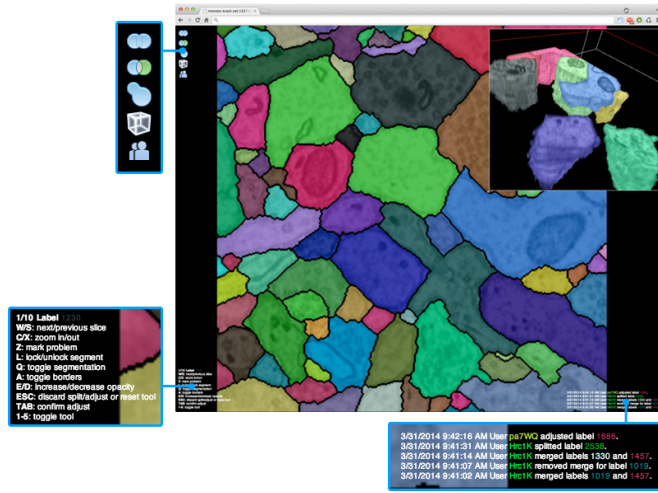 1/10 Label 1230
W/S: next/previous slice
C/X: zoom in/out
Z: mark problem
L: lock/unlock segment
Q: toggle segmentation
A: toggle borders
E/D: increase/decrease opacity
ESC: discard split/adjust or reset tool
TAB: confirm adjust
1-5: toggle tool
3/31/2014 9:42:16 AM User pa7WQ adjusted label 1686.
3/31/2014 9:41:31 AM User Hrc1K splitted label 2538.
3/31/2014 9:41:14 AM User Hrc1K merged labels 1330 and 1457.
3/31/2014 9:41:07 AM User Hrc1K removed merge for label 1019.
3/31/2014 9:41:02 AM User Hrc1K merged labels 1019 and 1457.